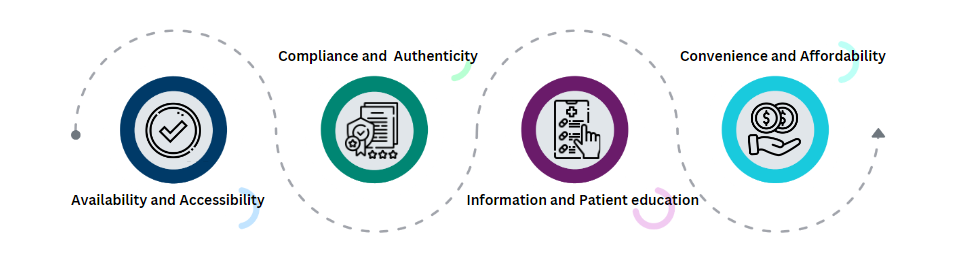 Compliance and Authenticity
Convenience and Affordability
Availability and Accessibility
Information and Patient education